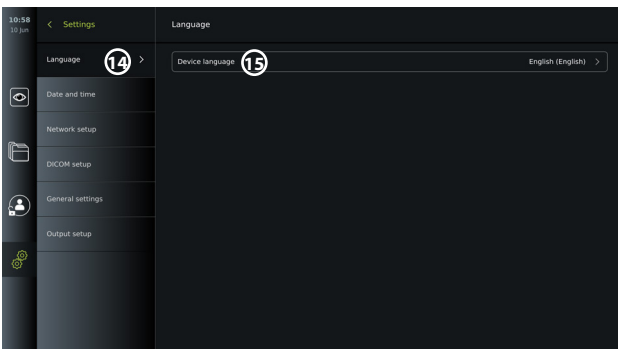 10:58
10 Jun
Settings
Language
Language
14
Device language
15
English (English)
Date and time
Network setup
DICOM setup
General settings
Output setup